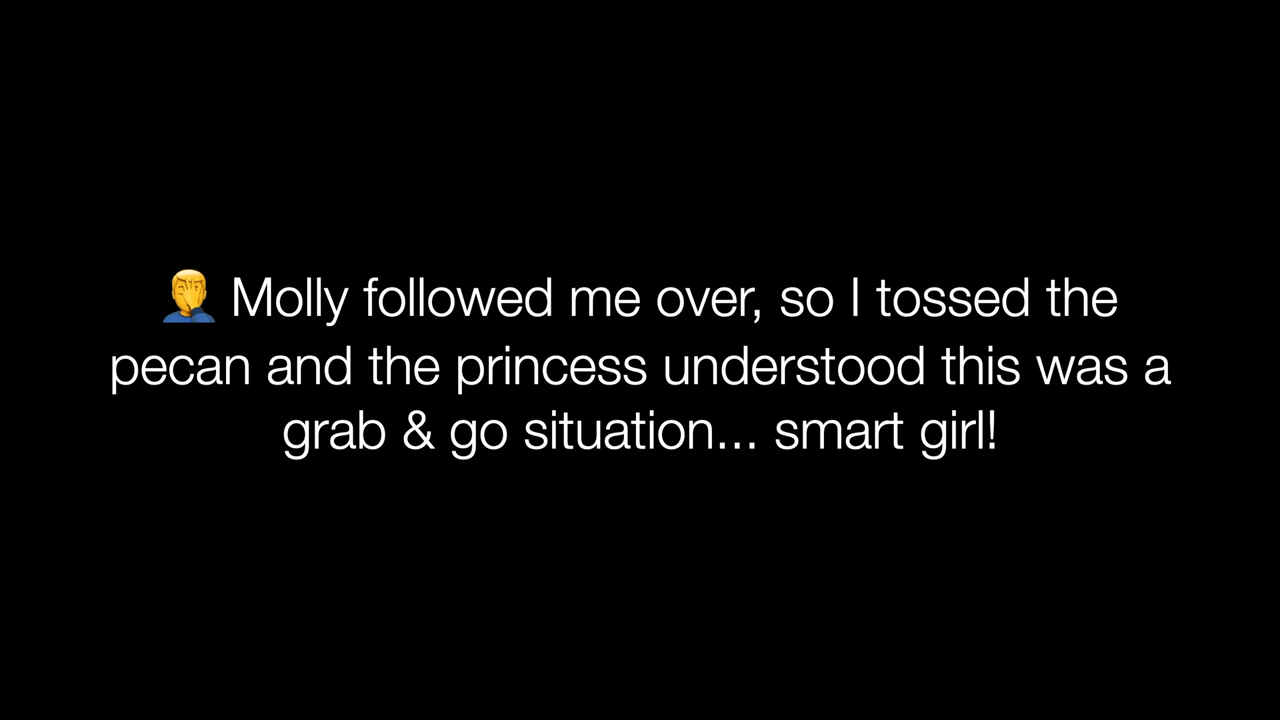 🤦‍♂️ Molly followed me over, so I tossed the
pecan and the princess understood this was a
grab & go situation... smart girl!